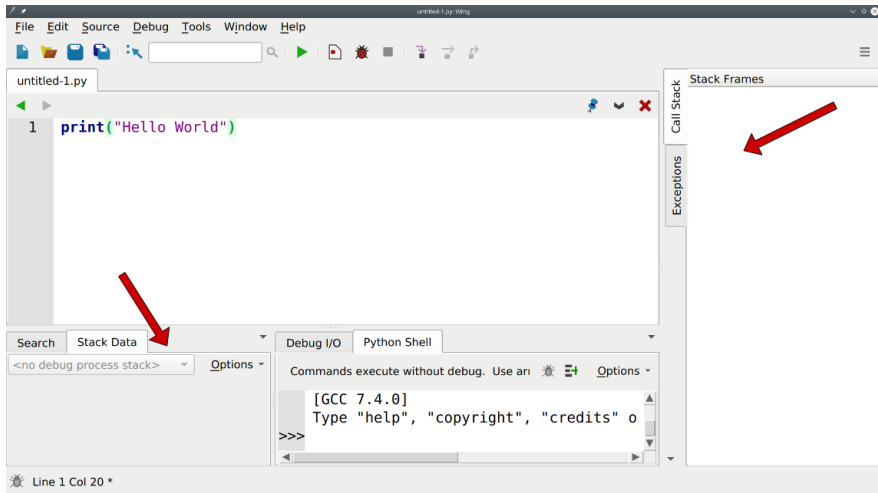 untitled-1.py: Wing
File Edit Source Debug Tools Window Help
untitled-1.py
Stack Frames
Call Stack
Exceptions
1 print("Hello World")
Search Stack Data
<no debug process stack> Options
Debug I/O Python Shell
Commands execute without debug. Use arr Options
[GCC 7.4.0]
Type "help", "copyright", "credits" o
>>>
Line 1 Col 20 *